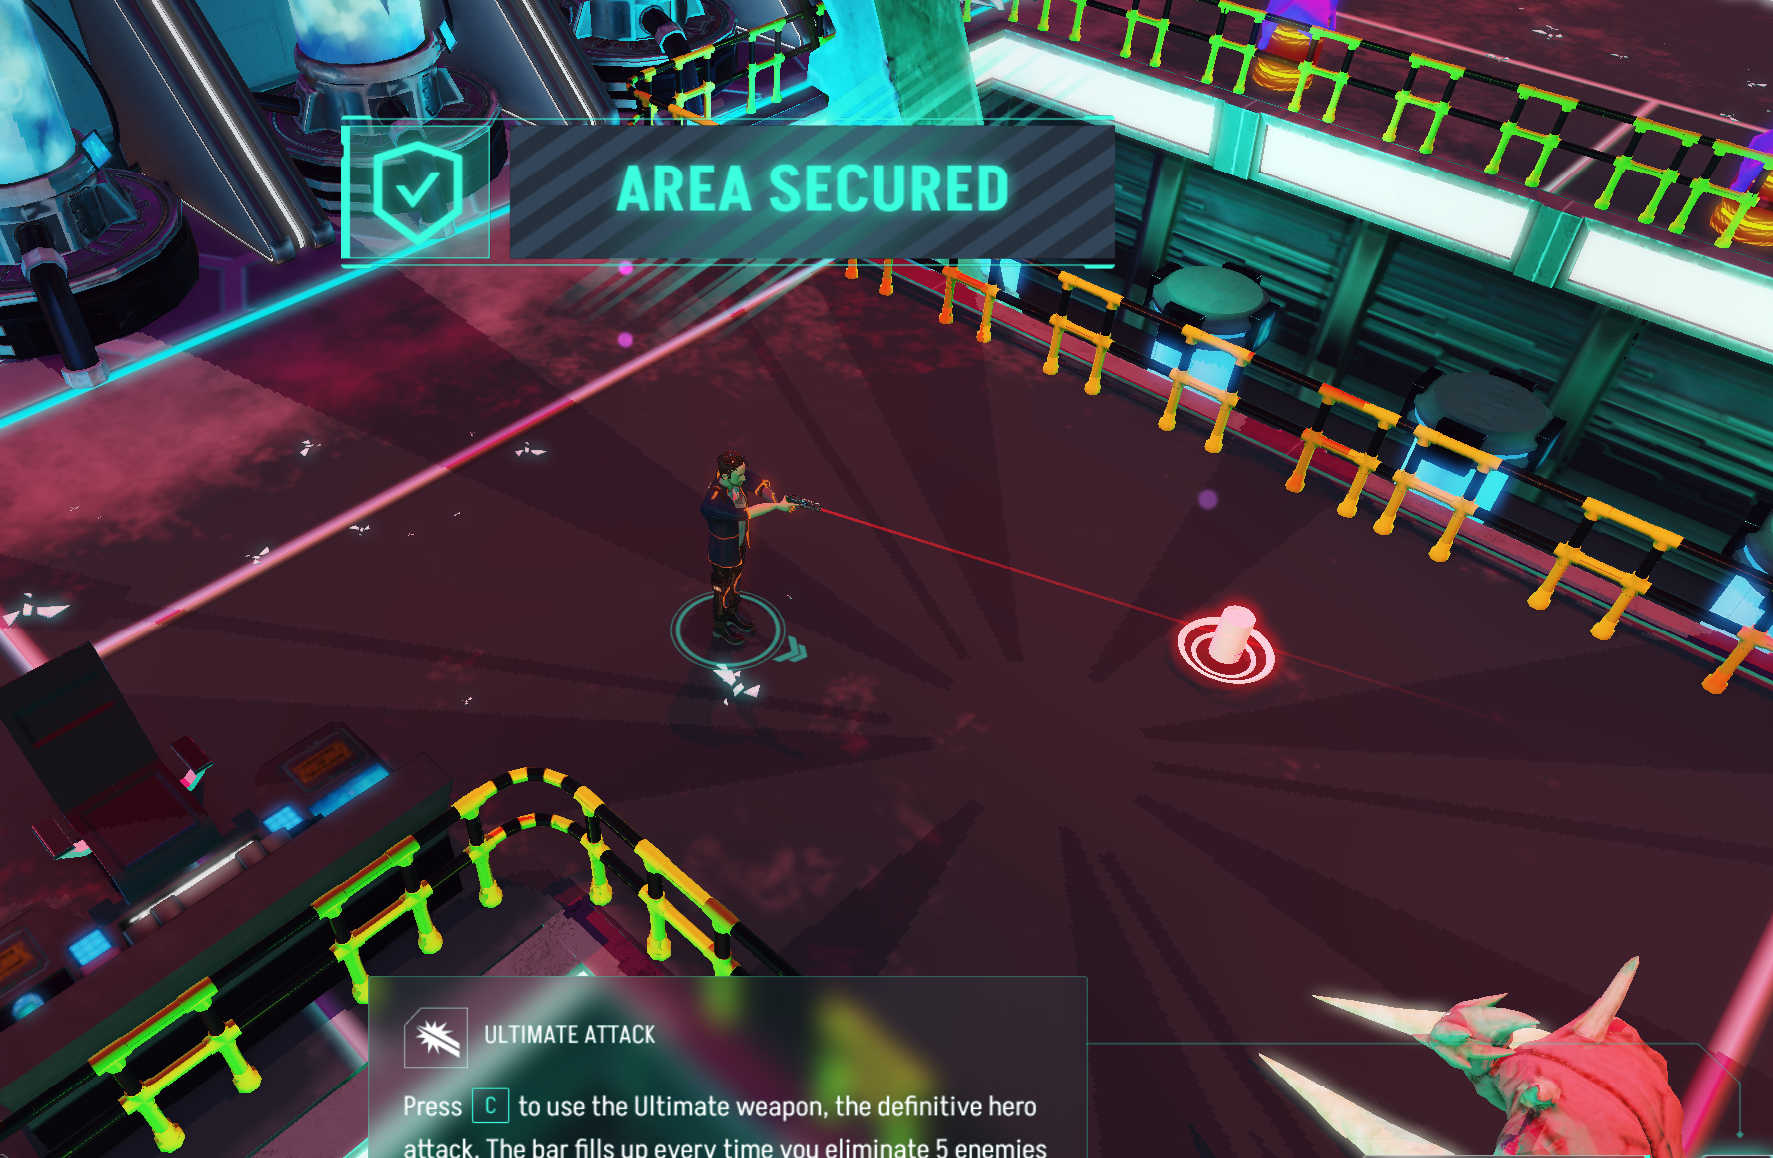 AREA SECURED
ULTIMATE ATTACK
Press C to use the Ultimate weapon, the definitive hero
attack. The bar fills up every time you eliminate 5 enemies